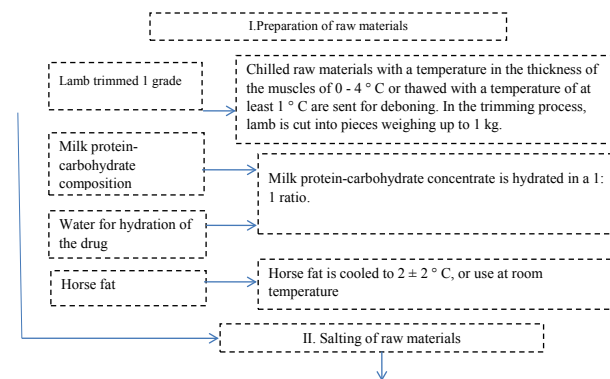 I.Preparation of raw materials
Lamb trimmed 1 grade
Chilled raw materials with a temperature in the thickness of
the muscles of 0 - 4 ° C or thawed with a temperature of at
least 1 ° C are sent for deboning. In the trimming process,
lamb is cut into pieces weighing up to 1 kg.
Milk protein-
carbohydrate
composition
Milk protein-carbohydrate concentrate is hydrated in a 1:
1 ratio.
Water for hydration of
the drug
Horse fat
Horse fat is cooled to 2 ± 2 ° C, or use at room
temperature
II. Salting of raw materials